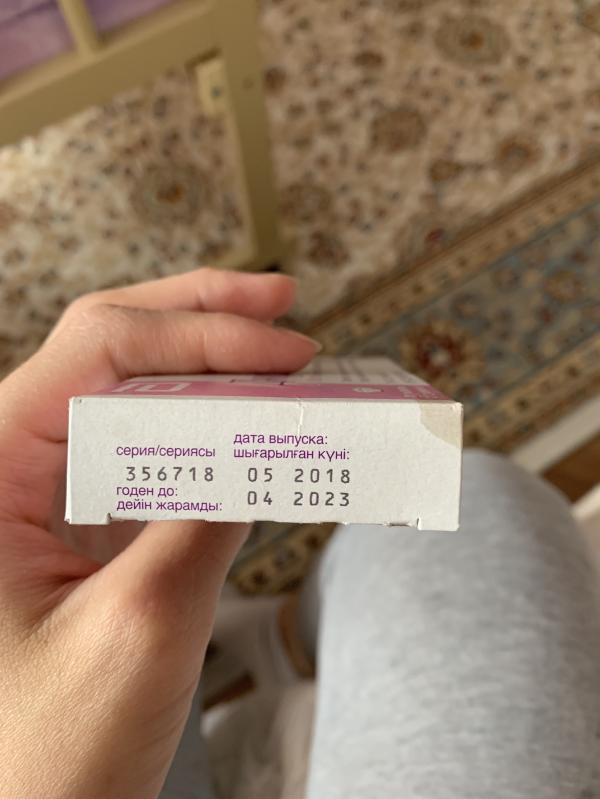 серия/сериясы
дата выпуска:
шығарылған күні:
356718
05 2018
годен до:
дейін жарамды:
04 2023